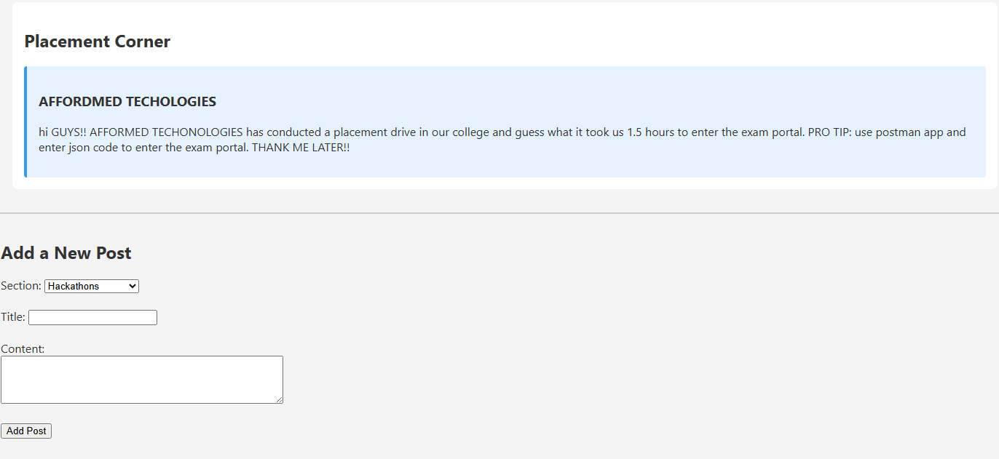 Placement Corner
AFFORDMED TECHOLOGIES
hi GUYS!! AFFORMED TECHONOLOGIES has conducted a placement drive in our college and guess what it took us 1.5 hours to enter the exam portal. PRO TIP: use postman app and
enter json code to enter the exam portal. THANK ME LATER!!
Add a New Post
Section: Hackathons
Title:
Content:
Add Post